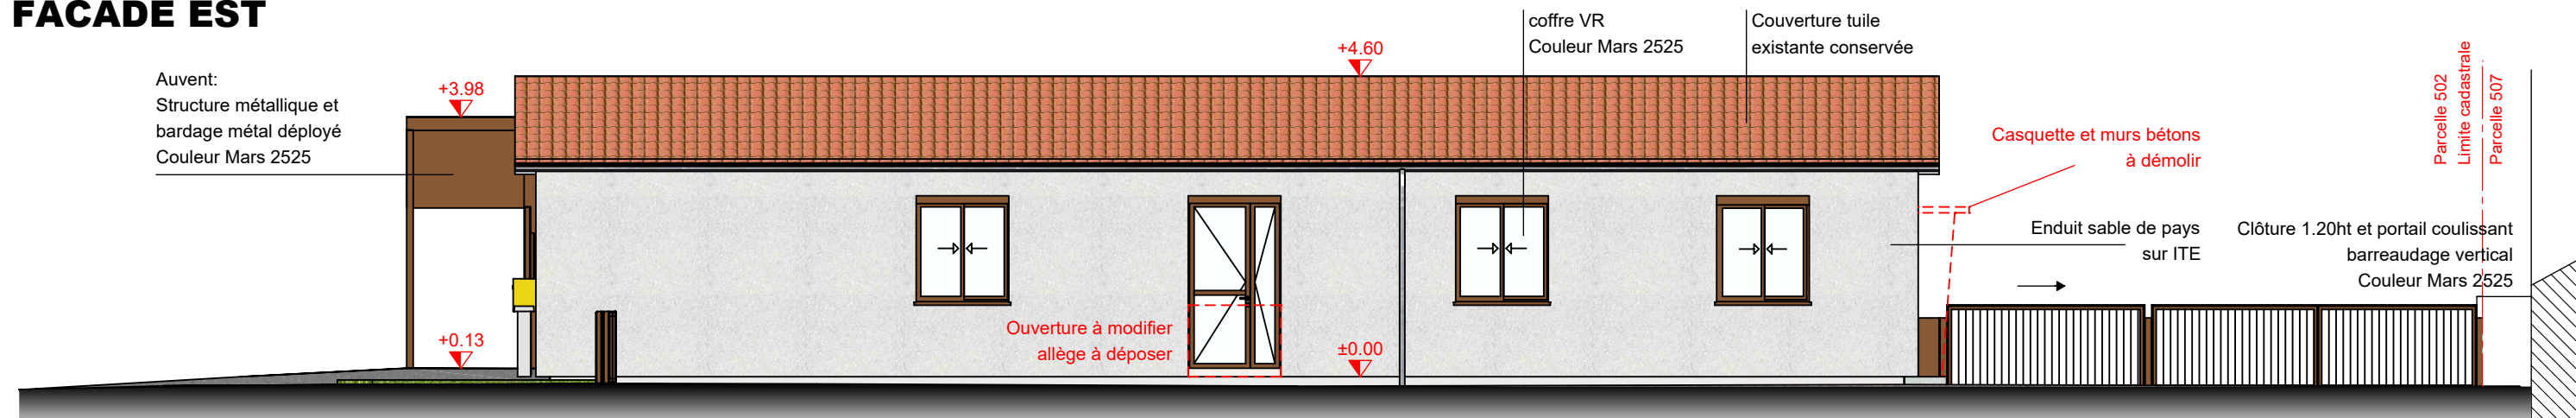 FACADE EST
Auvent:
Structure métallique et
bardage métal déployé
Couleur Mars 2525
+3.98
+0.13
+4.60
coffre VR
Couleur Mars 2525
Couverture tuile
existante conservée
Ouverture à modifier
allège à déposer
±0.00
Casquette et murs bétons
à démolir
Enduit sable de pays
sur ITE
Parcelle 502
Limite cadastrale
Parcelle 507
Clôture 1.20ht et portail coulissant
barreaudage vertical
Couleur Mars 2525